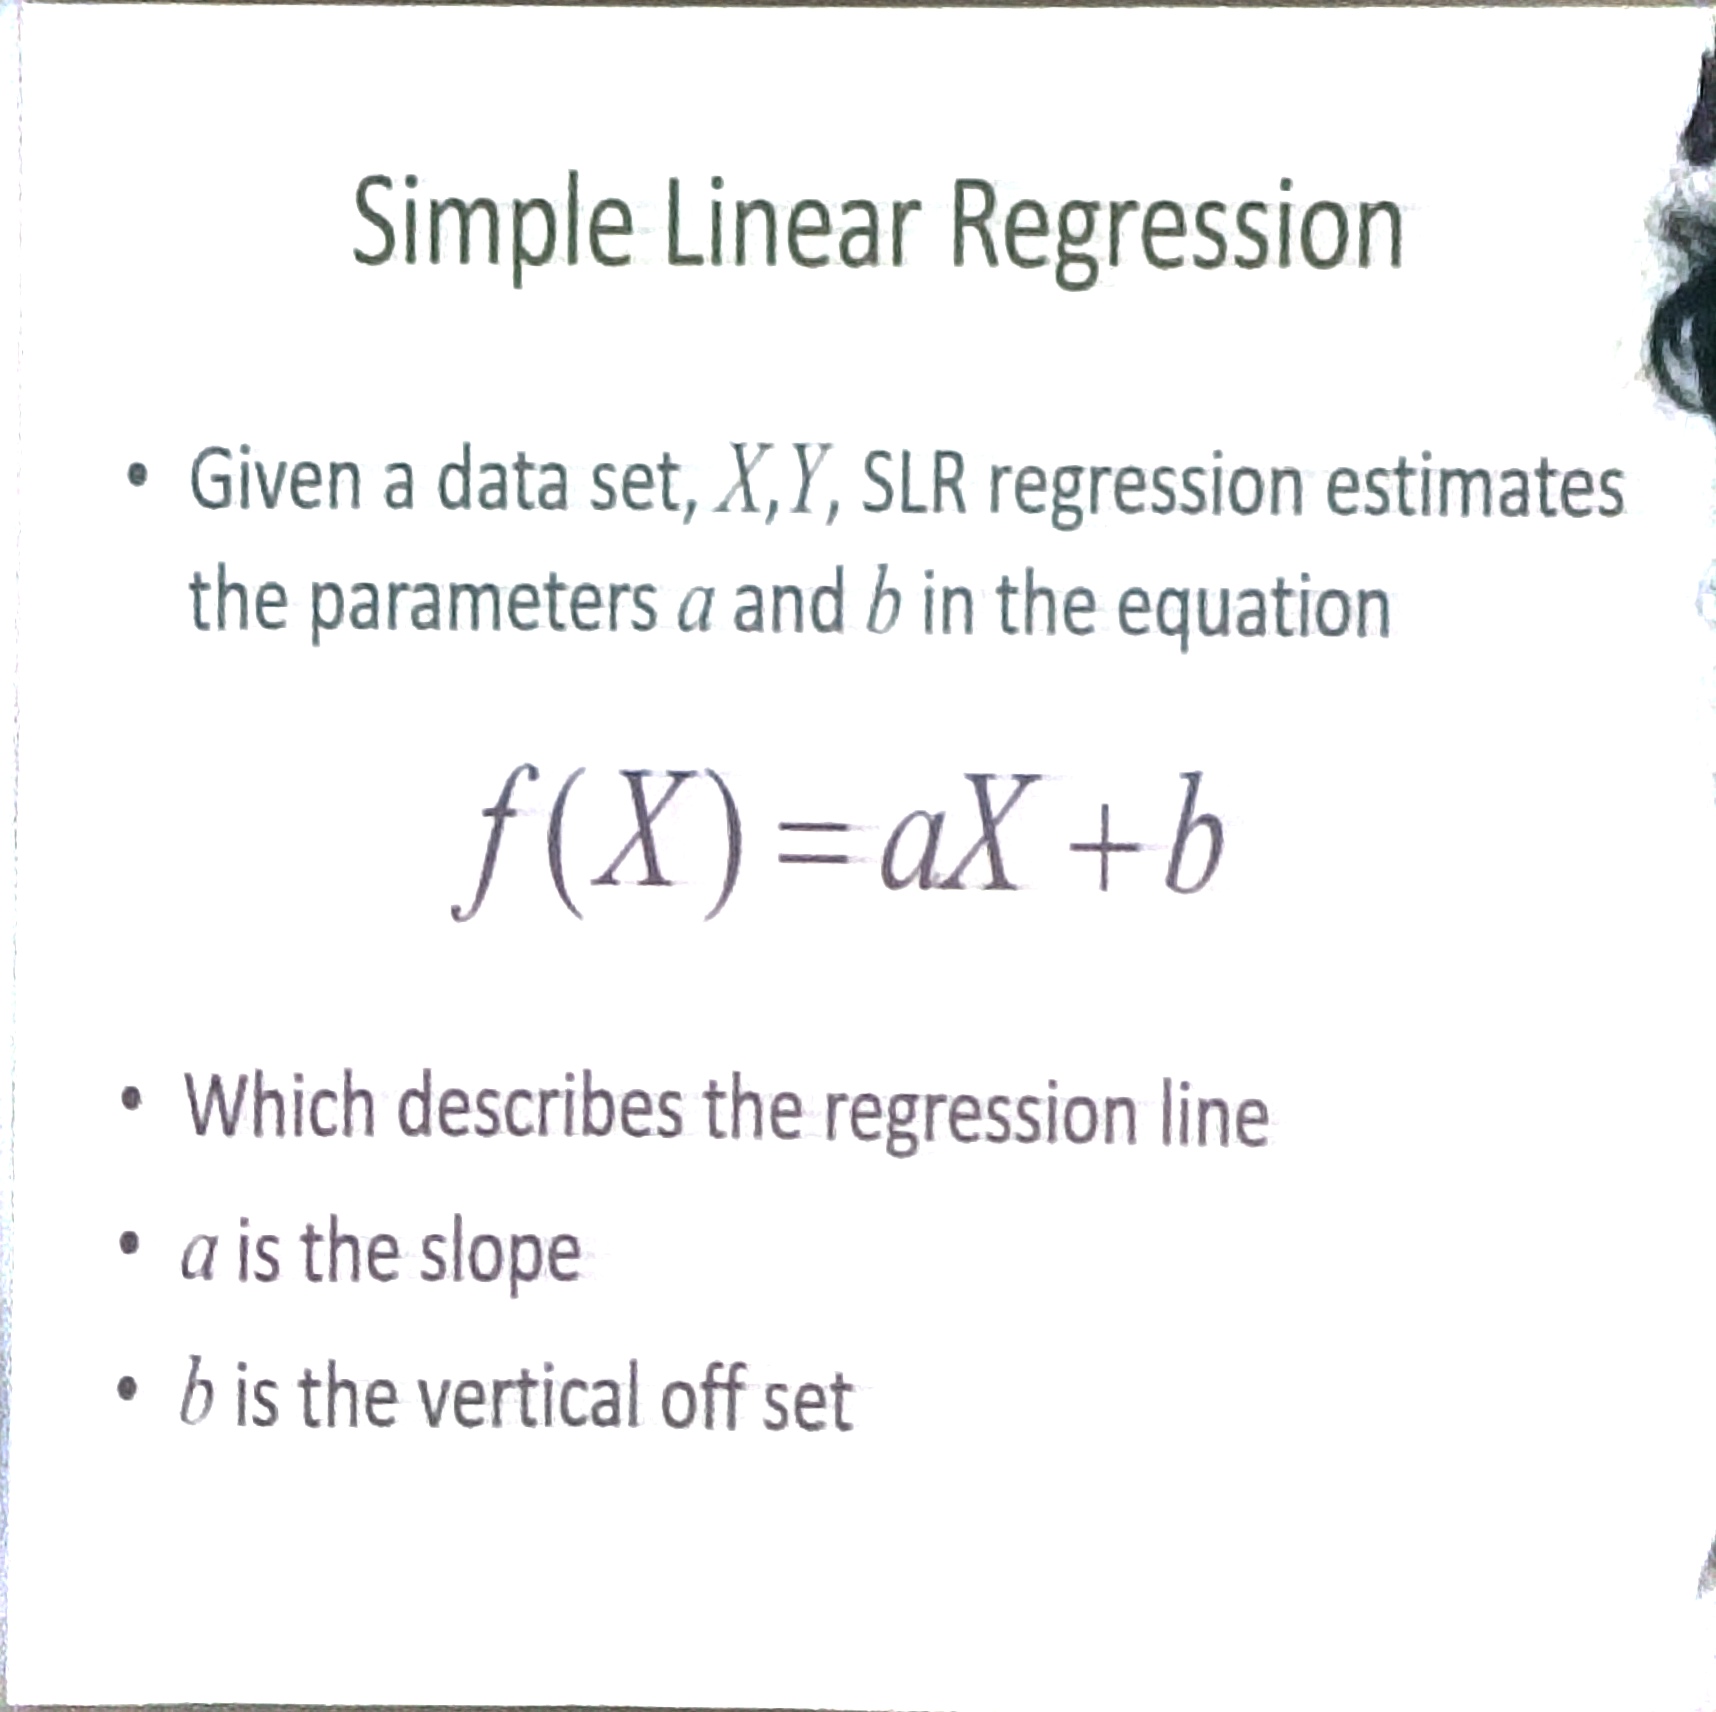 Simple Linear Regression
• Given a data set, X,Y, SLR regression estimates
the parameters a and b in the equation
f(X)=aX+b
• Which describes the regression line
• a is the slope
• b is the vertical off set